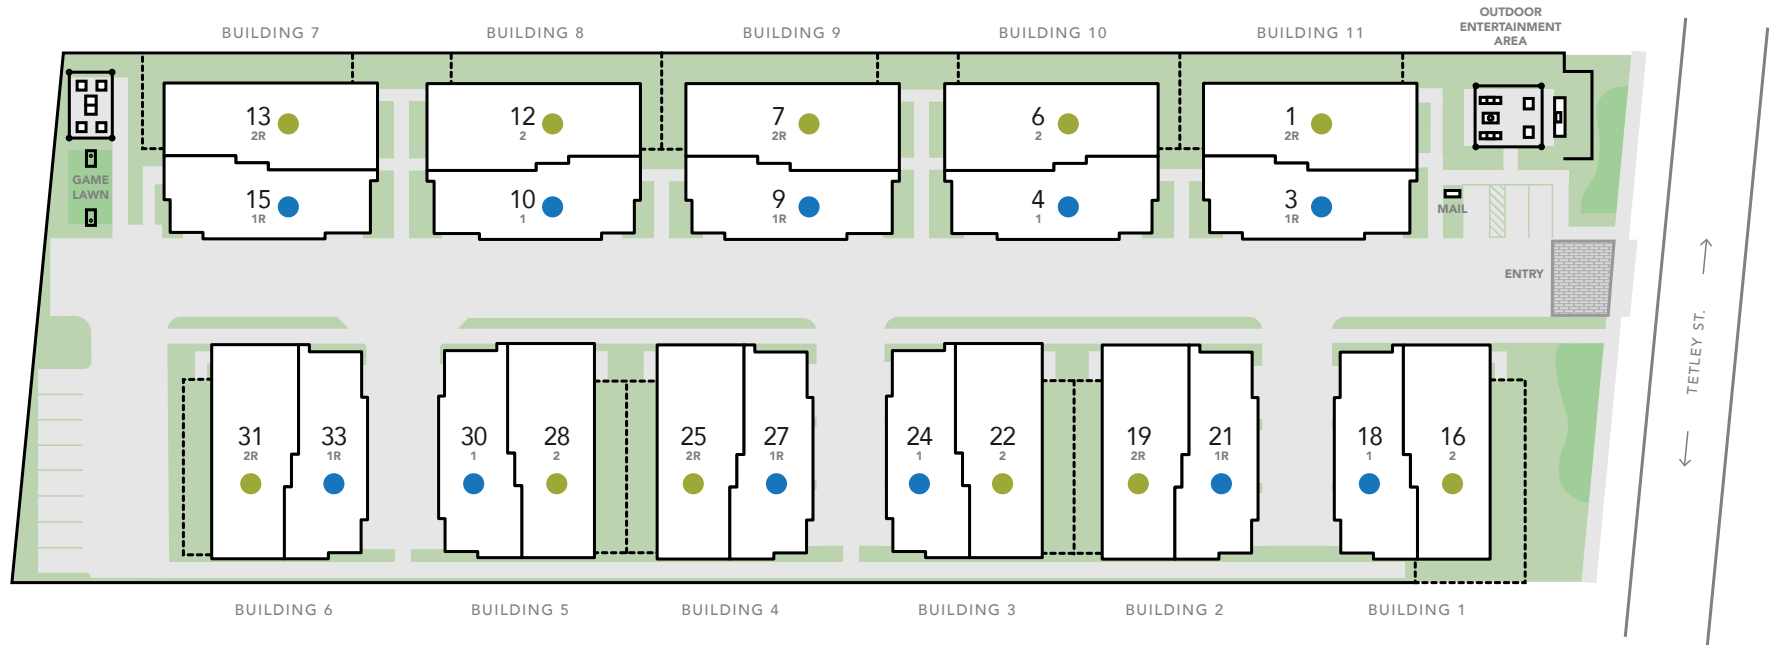 OUTDOOR
ENTERTAINMENT
AREA
BUILDING 7
BUILDING 8
BUILDING 9
BUILDING 10
BUILDING 11
13
2R
12
2
7
2R
6
2
1
2R
GAME
LAWN
15
1R
10
1
9
1R
4
1
3
1R
MAIL
ENTRY
TETLEY ST.
31
2R
33
1R
30
1
28
2
25
2R
27
1R
24
1
22
2
19
2R
21
1R
18
1
16
2
BUILDING 6
BUILDING 5
BUILDING 4
BUILDING 3
BUILDING 2
BUILDING 1